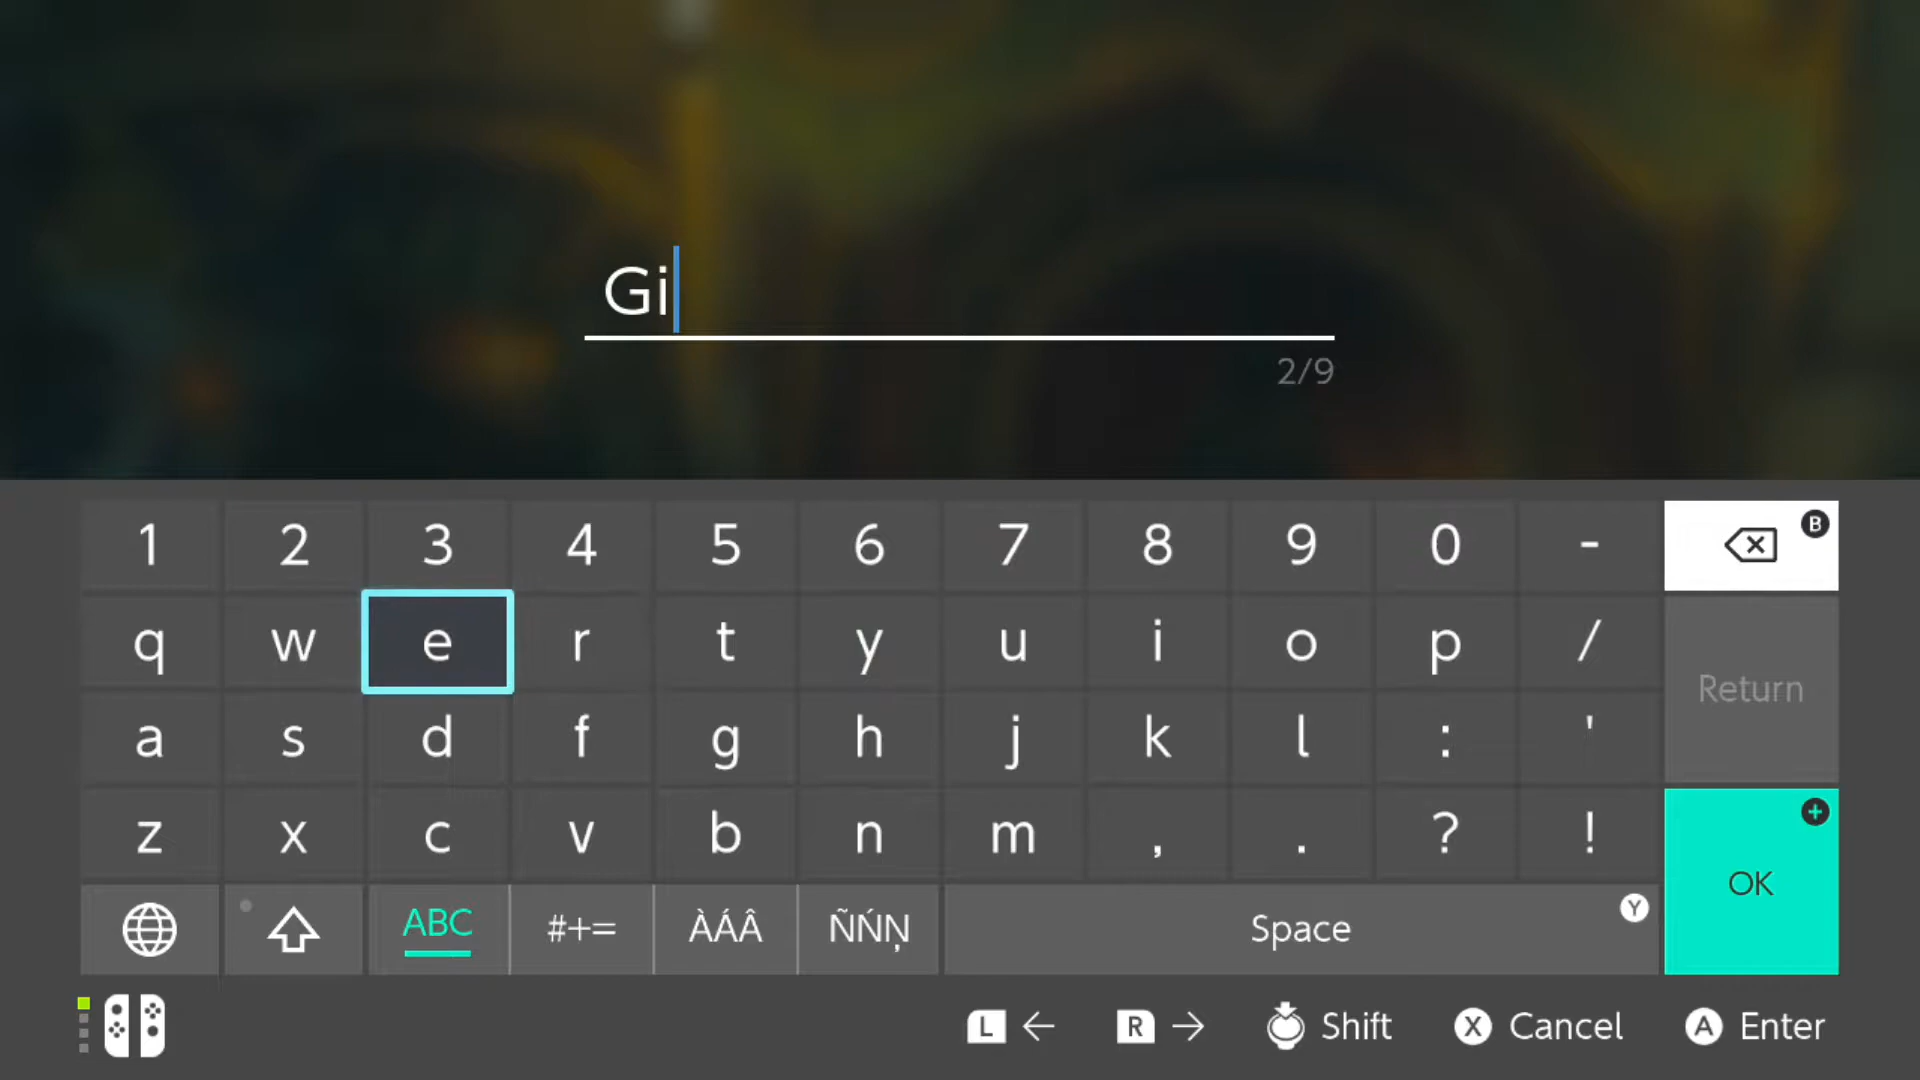 Gi
2/9
1 2 3 4 5 6 7 8 9 0 - B
q w e r t y u i o p / Return
a s d f g h j k l : '
z x c v b n m , . ? ! + OK
ABC #+= ÀÁÂ ÑŃŅ Space Y
L ← R → Shift X Cancel A Enter